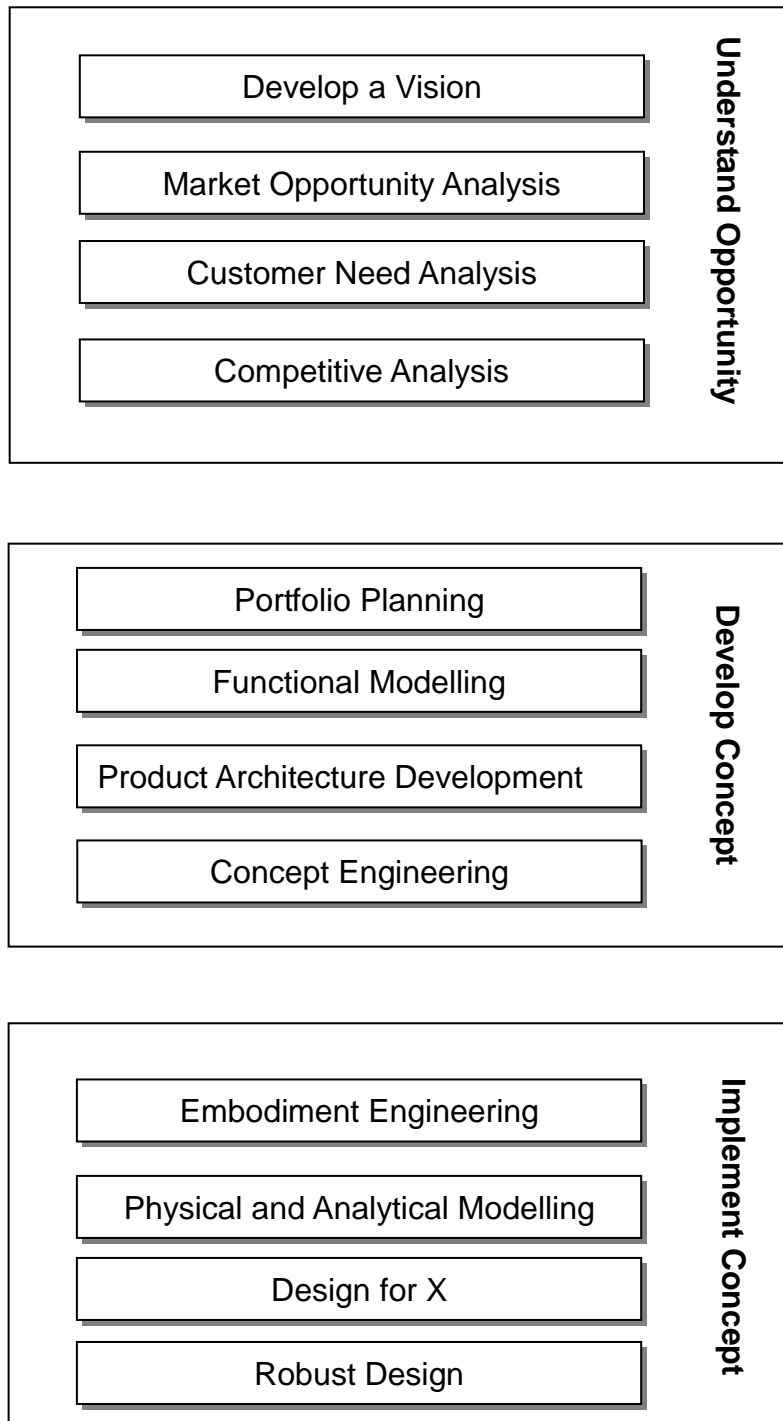 Understand Opportunity
Develop a Vision
Market Opportunity Analysis
Customer Need Analysis
Competitive Analysis
Develop Concept
Portfolio Planning
Functional Modelling
Product Architecture Development
Concept Engineering
Implement Concept
Embodiment Engineering
Physical and Analytical Modelling
Design for X
Robust Design